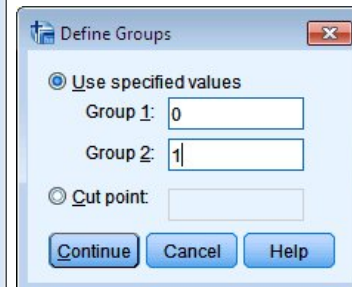 Define Groups
Use specified values
Group 1: 0
Group 2: 1
Cut point:
Continue Cancel Help